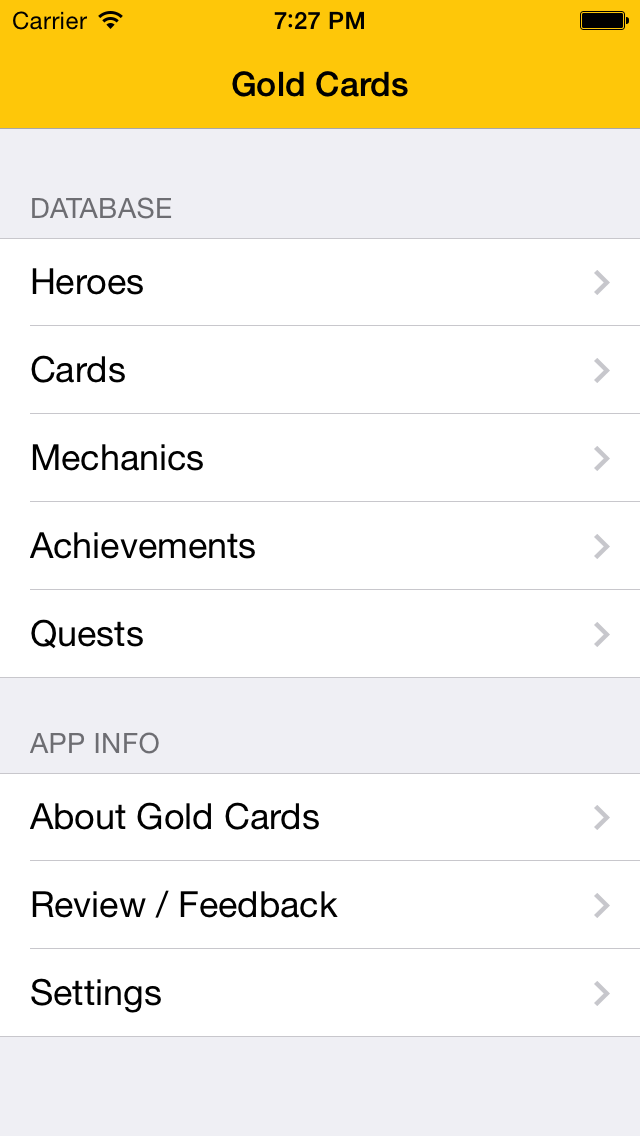 Carrier 7:27 PM
Gold Cards
DATABASE
Heroes
Cards
Mechanics
Achievements
Quests
APP INFO
About Gold Cards
Review / Feedback
Settings